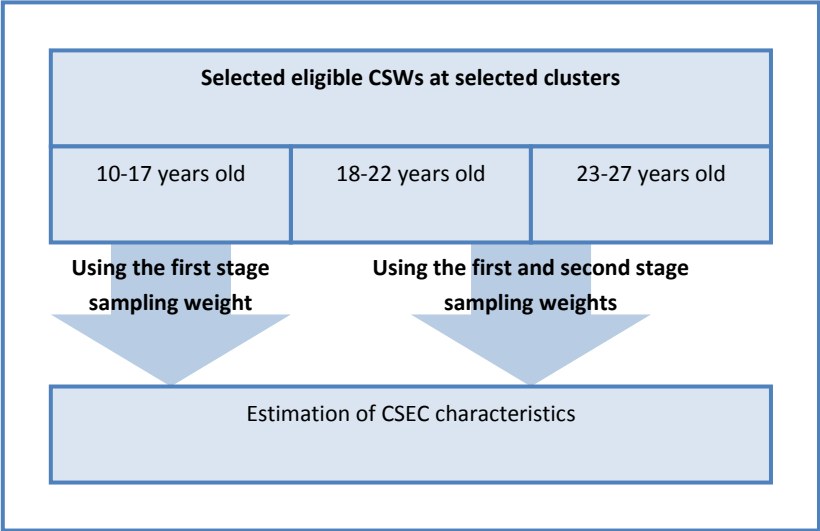 Selected eligible CSWs at selected clusters
10-17 years old
18-22 years old
23-27 years old
Using the first stage
sampling weight
Using the first and second stage
sampling weights
Estimation of CSEC characteristics